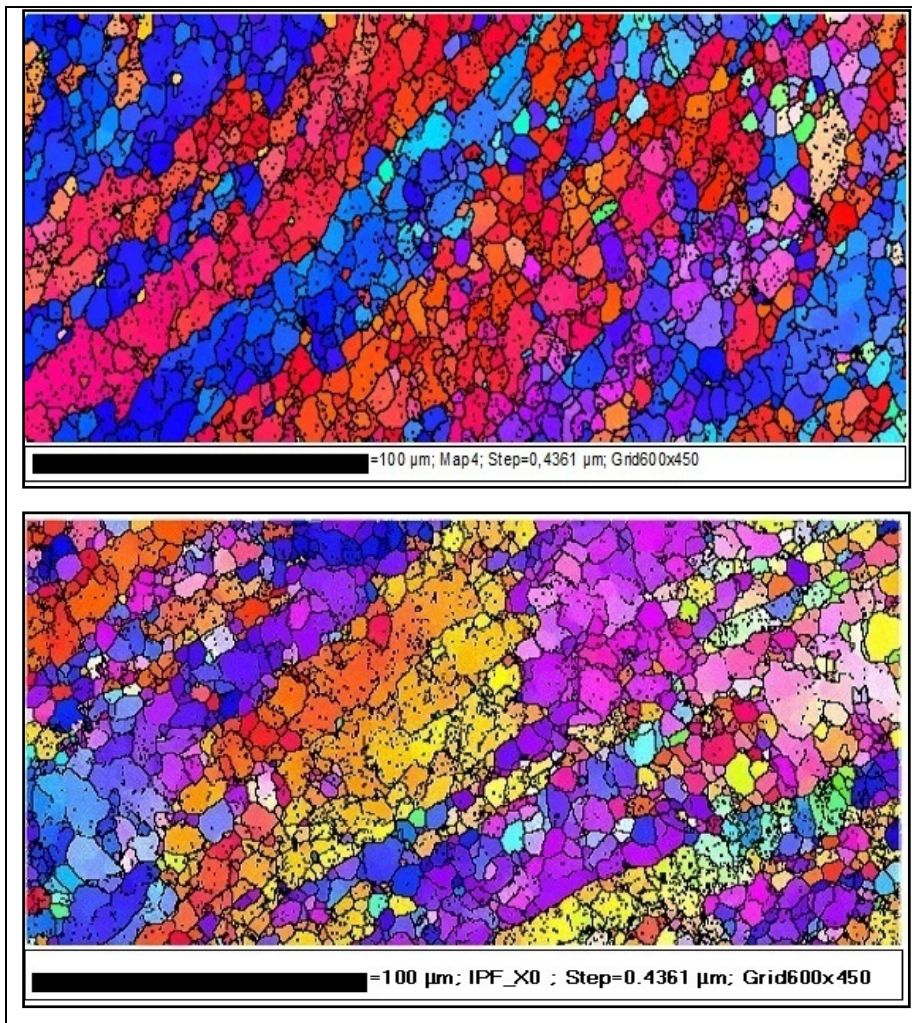 =100 µm; Map4; Step=0,4361 µm; Grid600x450
=100 µm; IPF_X0 ; Step=0.4361 µm; Grid600x450